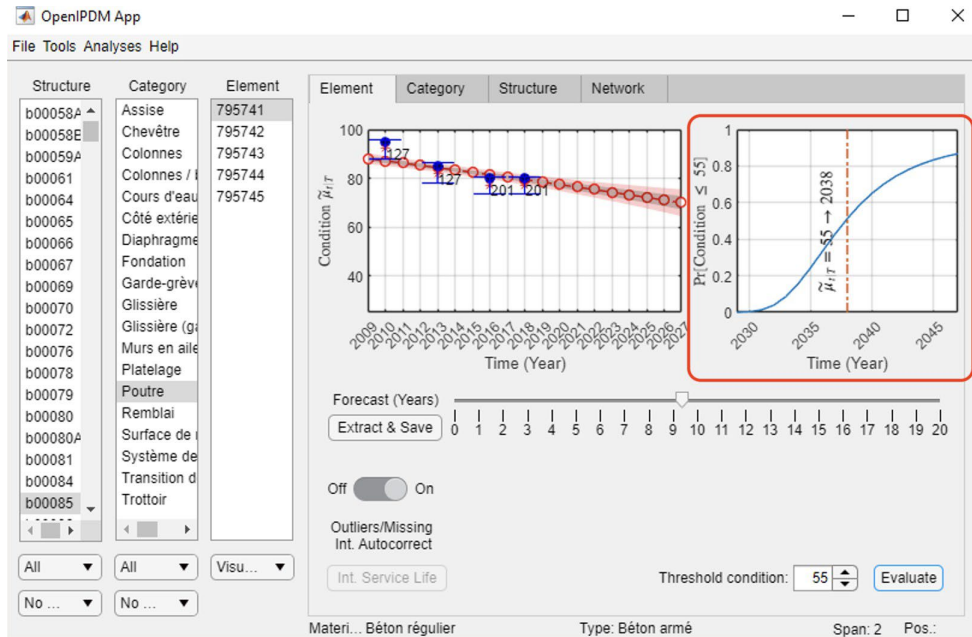 OpenIPDM App
File Tools Analyses Help
Structure Category Element
b00058A
b00058E
b00059A
b00061
b00064
b00065
b00066
b00067
b00069
b00070
b00072
b00076
b00078
b00079
b00080
b00080A
b00081
b00084
b00085
Assise
Chevêtre
Colonnes
Colonnes /
Cours d'eau
Côté extérie
Diaphragme
Fondation
Garde-grève
Glissière
Glissière (ga
Murs en aile
Platelage
Poutre
Remblai
Surface de
Système de
Transition d
Trottoir
795741
795742
795743
795744
795745
All All Visu...
No ... No ...
Element Category Structure Network
Condition μ̃t|T
100
80
60
40
127 127 201 201
2009 2010 2011 2012 2013 2014 2015 2016 2017 2018 2019 2020 2021 2022 2023 2024 2025 2026 2027
Time (Year)
Pr[Condition ≤ 55]
1
0.8
0.6
0.4
0.2
0
μ̃t|T = 55 → 2038
2030 2035 2040 2045
Time (Year)
Forecast (Years)
Extract & Save
0 1 2 3 4 5 6 7 8 9 10 11 12 13 14 15 16 17 18 19 20
Off On
Outliers/Missing
Int. Autocorrect
Int. Service Life
Threshold condition: 55 Evaluate
Materi... Béton régulier Type: Béton armé Span: 2 Pos.: